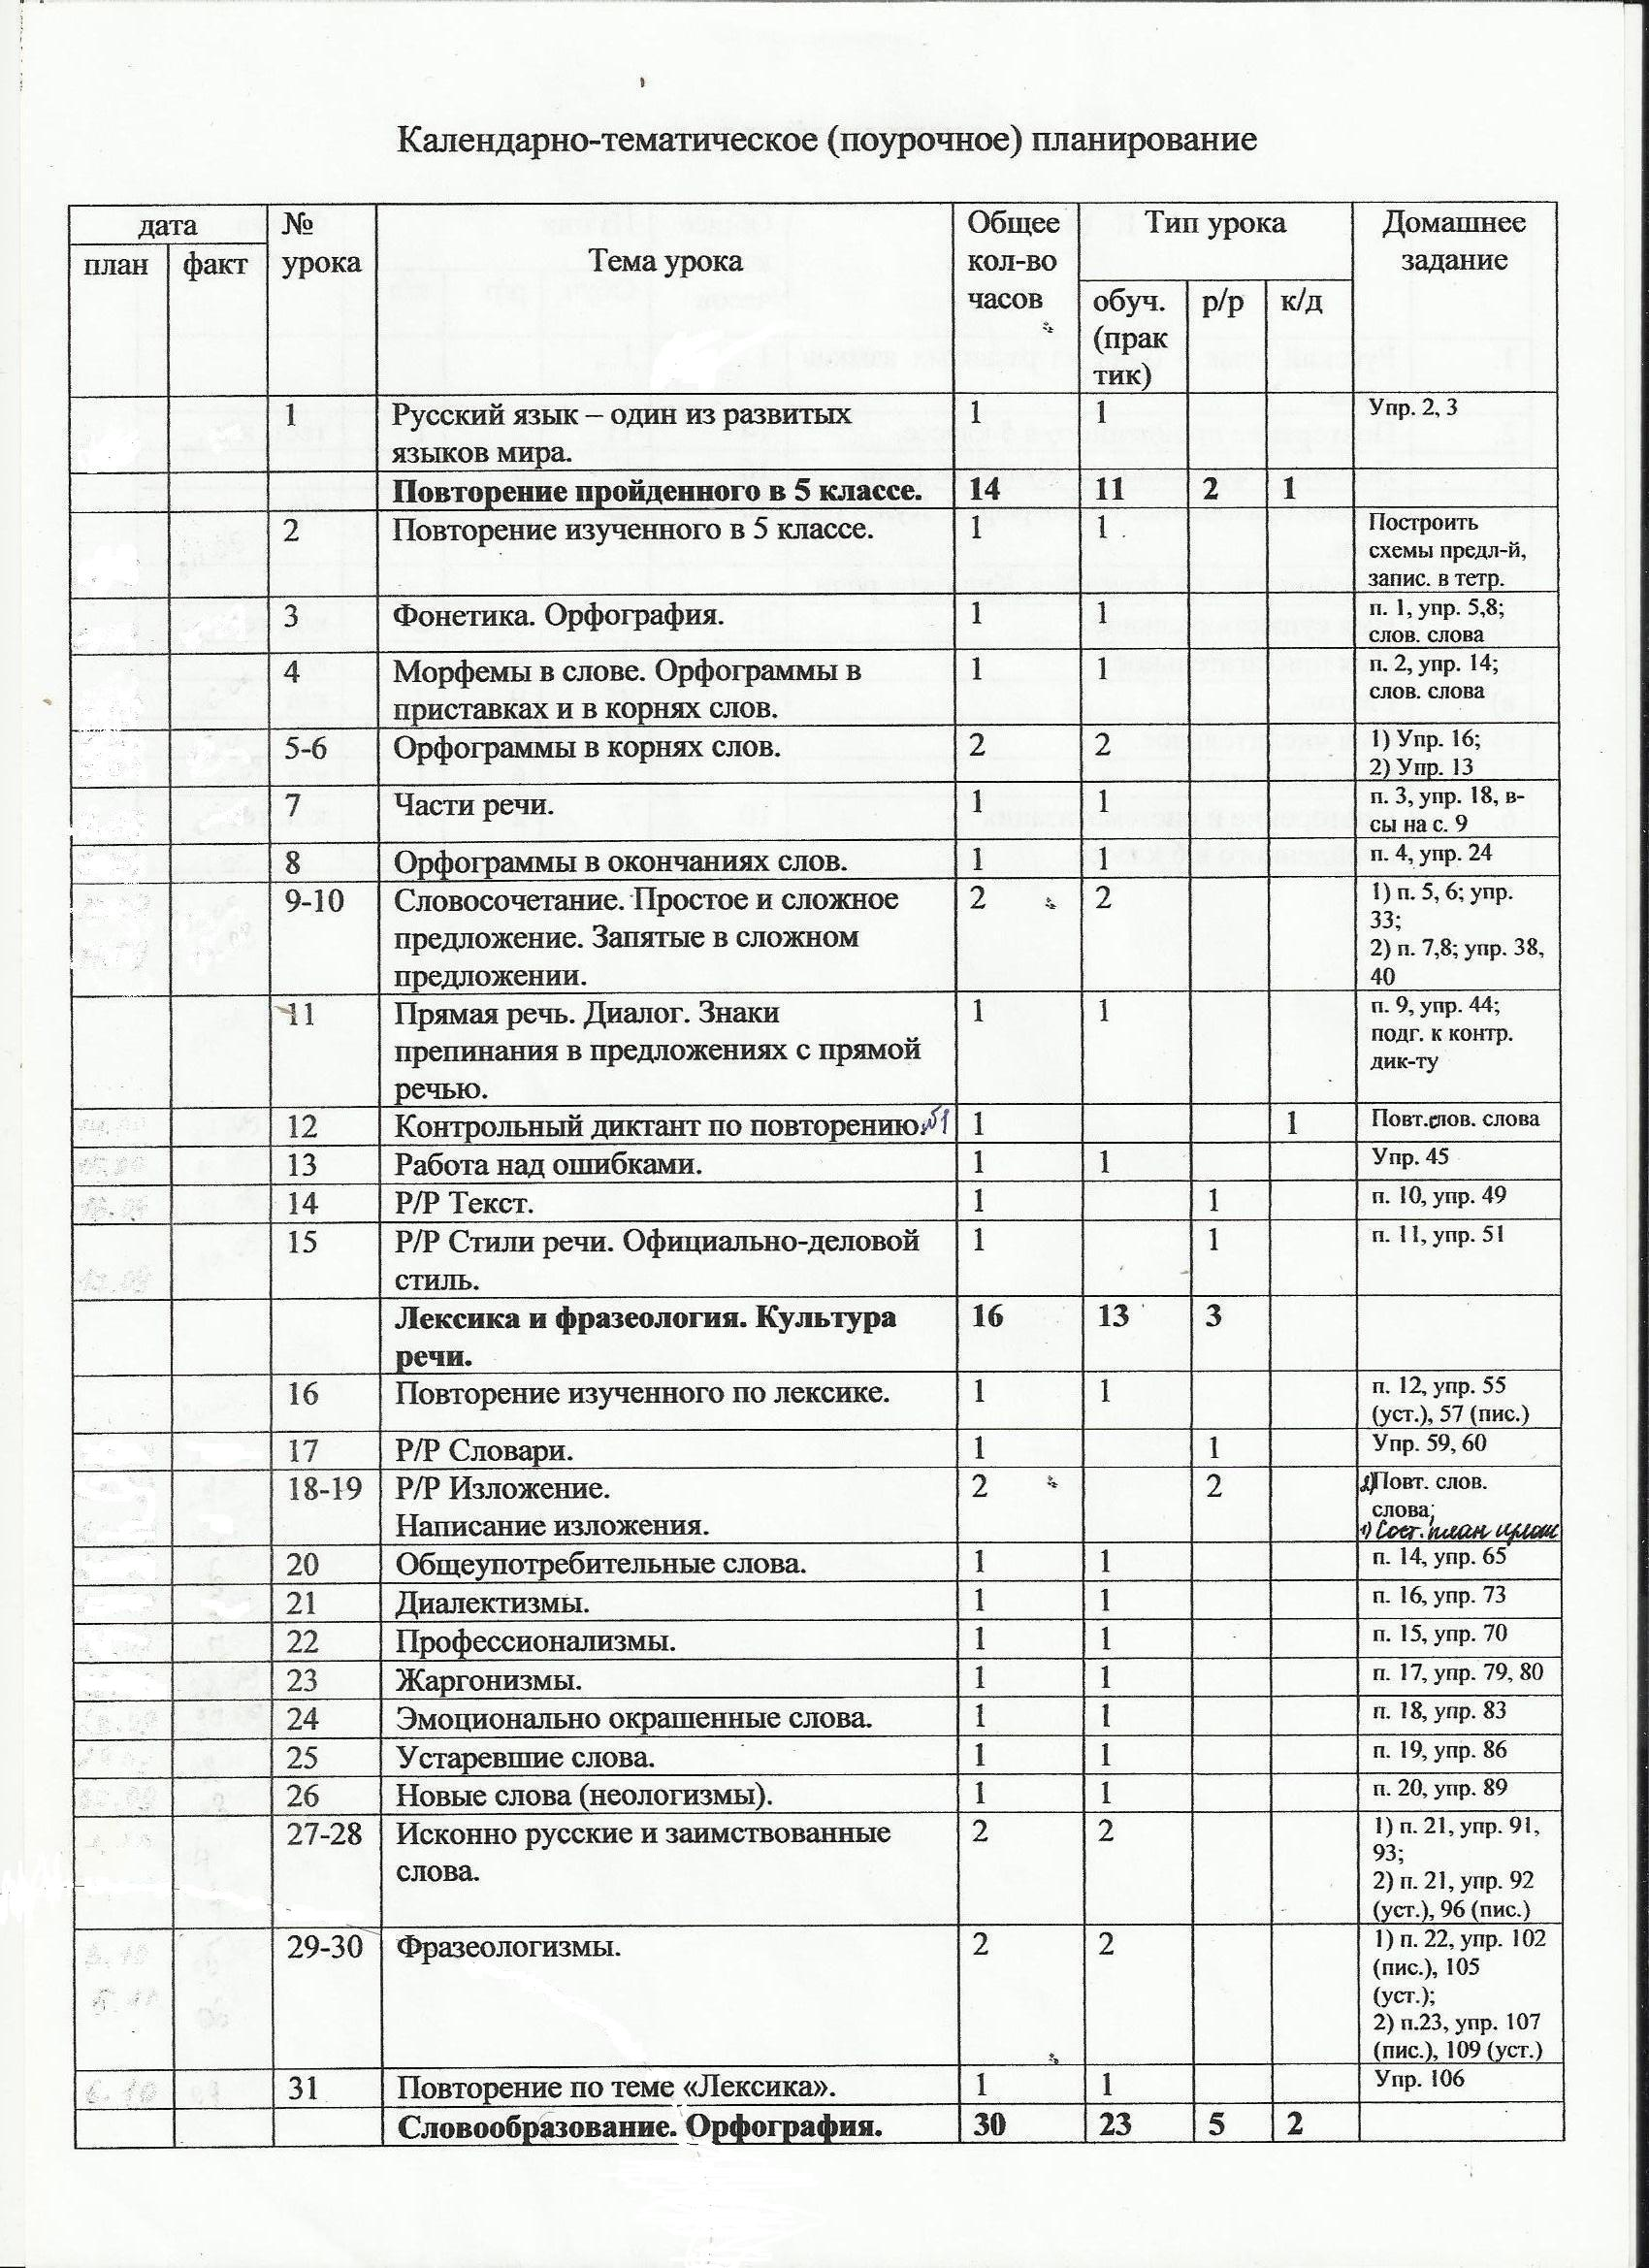 Календарно-тематическое (поурочное) планирование
дата № Общее Тип урока Домашнее
план факт урока Тема урока кол-во задание
часов обуч. р/р к/д
(прак
тик)
1 Русский язык – один из развитых 1 1 Упр. 2, 3
языков мира.
Повторение пройденного в 5 классе. 14 11 2 1
2 Повторение изученного в 5 классе. 1 1 Построить
схемы предл-й,
запис. в тетр.
3 Фонетика. Орфография. 1 1 п. 1, упр. 5,8;
слов. слова
4 Морфемы в слове. Орфограммы в 1 1 п. 2, упр. 14;
приставках и в корнях слов. слов. слова
5-6 Орфограммы в корнях слов. 2 2 1) Упр. 16;
2) Упр. 13
7 Части речи. 1 1 п. 3, упр. 18, в-
сы на с. 9
8 Орфограммы в окончаниях слов. 1 1 п. 4, упр. 24
9-10 Словосочетание. Простое и сложное 2 2 1) п. 5, 6; упр.
предложение. Запятые в сложном 33;
предложении. 2) п. 7,8; упр. 38,
40
11 Прямая речь. Диалог. Знаки 1 1 п. 9, упр. 44;
препинания в предложениях с прямой подг. к контр.
речью. дик-ту
12 Контрольный диктант по повторению. №1 1 1 Повт.слов. слова
13 Работа над ошибками. 1 1 Упр. 45
14 Р/Р Текст. 1 1 п. 10, упр. 49
15 Р/Р Стили речи. Официально-деловой 1 1 п. 11, упр. 51
стиль.
Лексика и фразеология. Культура 16 13 3
речи.
16 Повторение изученного по лексике. 1 1 п. 12, упр. 55
(уст.), 57 (пис.)
17 Р/Р Словари. 1 1 Упр. 59, 60
18-19 Р/Р Изложение. 2 2 2)Повт. слов.
Написание изложения. слова;
1) Сост. план
20 Общеупотребительные слова. 1 1 п. 14, упр. 65
21 Диалектизмы. 1 1 п. 16, упр. 73
22 Профессионализмы. 1 1 п. 15, упр. 70
23 Жаргонизмы. 1 1 п. 17, упр. 79, 80
24 Эмоционально окрашенные слова. 1 1 п. 18, упр. 83
25 Устаревшие слова. 1 1 п. 19, упр. 86
26 Новые слова (неологизмы). 1 1 п. 20, упр. 89
27-28 Исконно русские и заимствованные 2 2 1) п. 21, упр. 91,
слова. 93;
2) п. 21, упр. 92
(уст.), 96 (пис.)
29-30 Фразеологизмы. 2 2 1) п. 22, упр. 102
(пис.), 105
(уст.);
2) п.23, упр. 107
(пис.), 109 (уст.)
6.10 31 Повторение по теме «Лексика». 1 1 Упр. 106
Словообразование. Орфография. 30 23 5 2